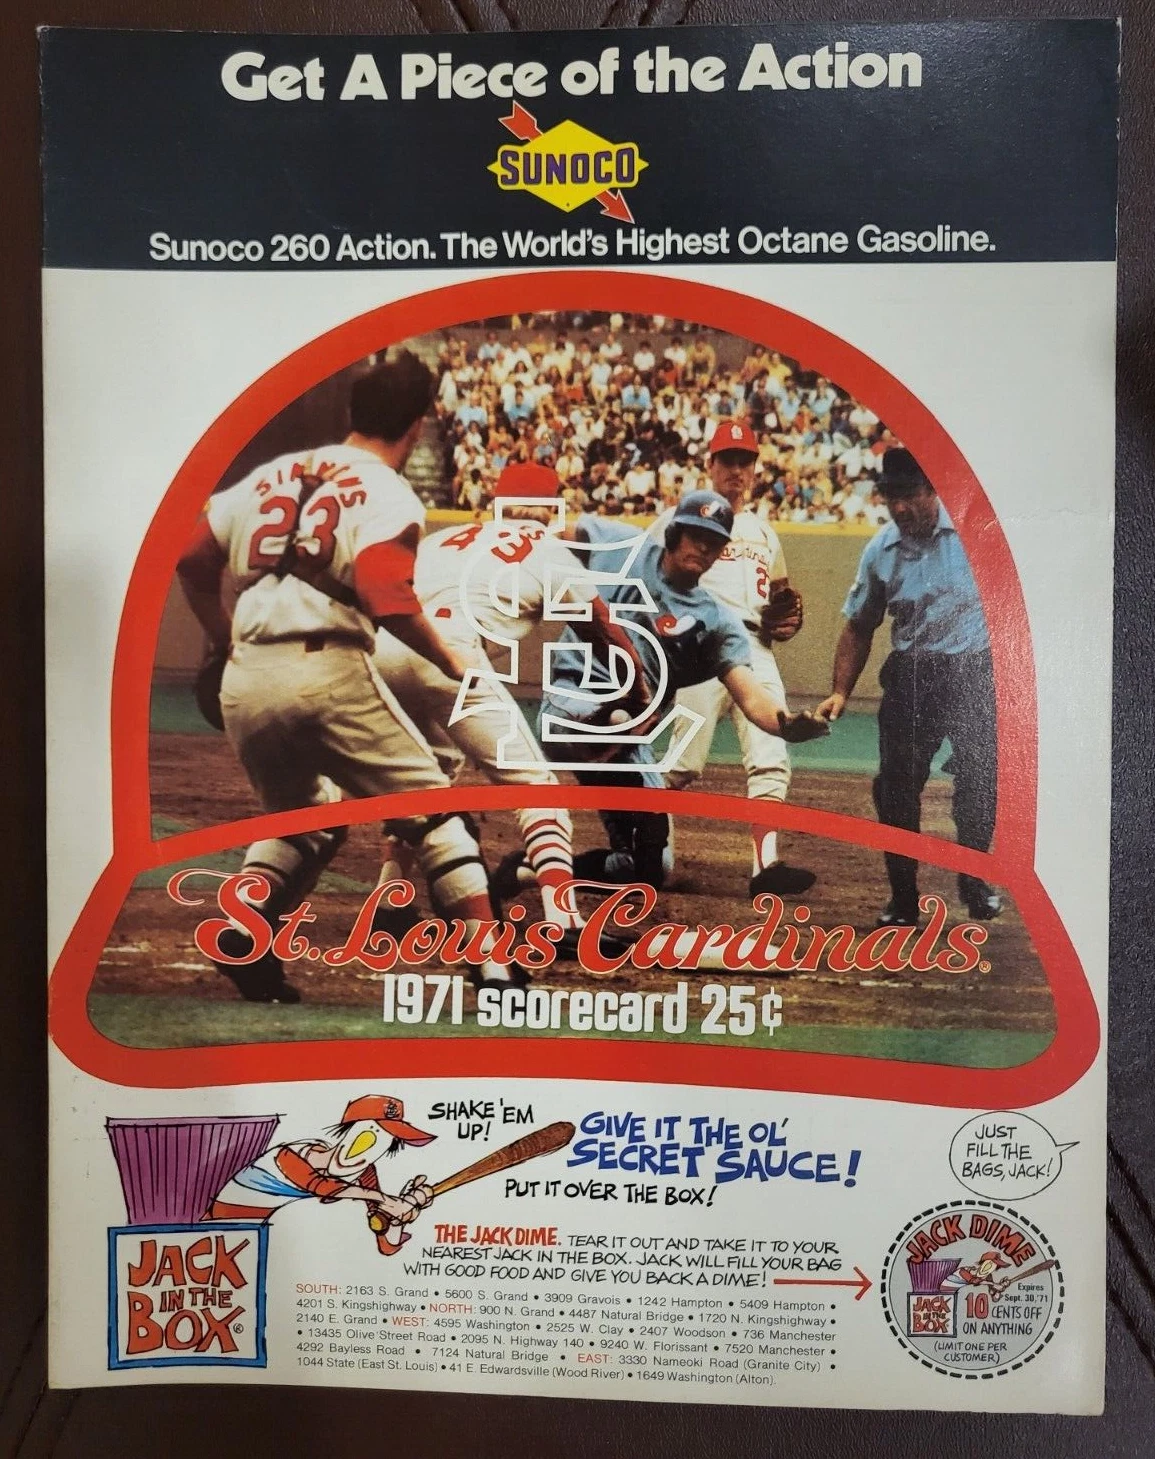 Get A Piece of the Action
SUNOCO
Sunoco 260 Action. The World's Highest Octane Gasoline.
SIMMONS
23
St. Louis Cardinals®
1971 scorecard 25¢
SHAKE 'EM
UP!
GIVE IT THE OL'
SECRET SAUCE!
PUT IT OVER THE BOX!
JUST
FILL THE
BAGS, JACK!
JACK
IN THE
BOX®
THE JACK DIME. TEAR IT OUT AND TAKE IT TO YOUR
NEAREST JACK IN THE BOX. JACK WILL FILL YOUR BAG
WITH GOOD FOOD AND GIVE YOU BACK A DIME!
SOUTH: 2163 S. Grand • 5600 S. Grand • 3909 Gravois • 1242 Hampton • 5409 Hampton •
4201 S. Kingshighway • NORTH: 900 N. Grand • 4487 Natural Bridge • 1720 N. Kingshighway •
2140 E. Grand • WEST: 4595 Washington • 2525 W. Clay • 2407 Woodson • 736 Manchester
• 13435 Olive Street Road • 2095 N. Highway 140 • 9240 W. Florissant • 7520 Manchester •
4292 Bayless Road • 7124 Natural Bridge • EAST: 3330 Nameoki Road (Granite City) •
1044 State (East St. Louis) • 41 E. Edwardsville (Wood River) • 1649 Washington (Alton).
JACK DIME
Expires
Sept. 30, '71
JACK
IN THE
BOX
10 CENTS OFF
ON ANYTHING
(LIMIT ONE PER
CUSTOMER)